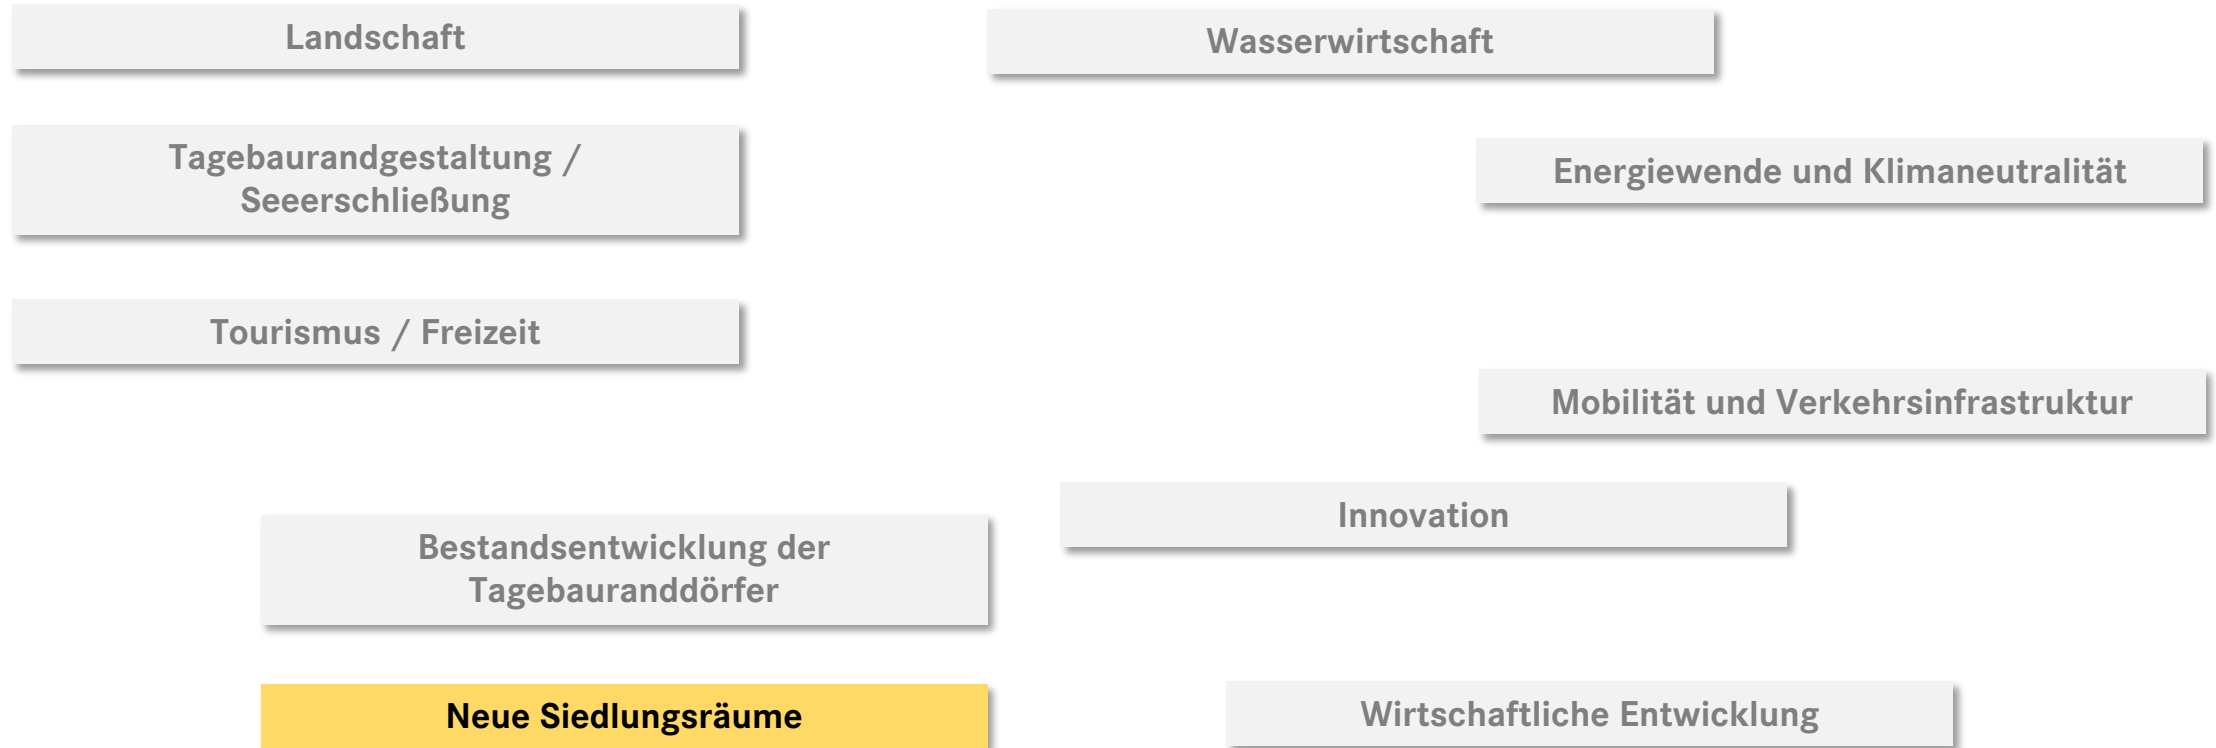 Landschaft
Wasserwirtschaft
Tagebaurandgestaltung /
Seeerschließung
Energiewende und Klimaneutralität
Tourismus / Freizeit
Mobilität und Verkehrsinfrastruktur
Innovation
Bestandsentwicklung der
Tagebauranddörfer
Neue Siedlungsräume
Wirtschaftliche Entwicklung